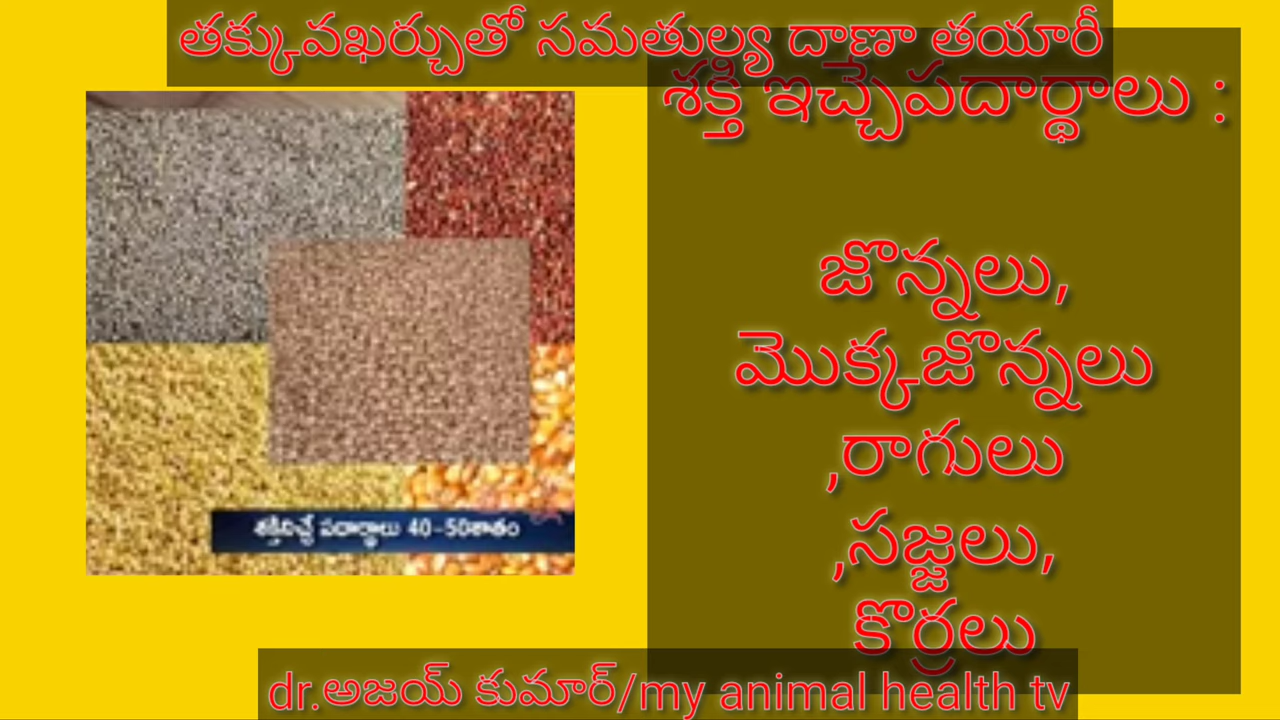 తక్కువఖర్చుతో సమతుల్య దాణా తయారీ
శక్తి ఇచ్చేపదార్థాలు :
జొన్నలు,
మొక్కజొన్నలు
,రాగులు
,సజ్జలు,
కొర్రలు
శక్తినిచ్చే పదార్థాలు 40-50శాతం
dr.అజయ్ కుమార్/my animal health tv